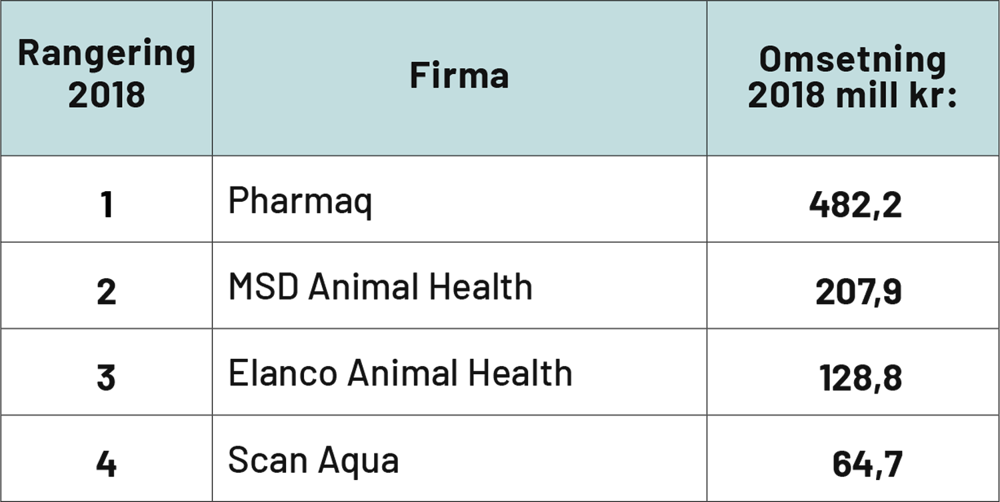 Rangering
2018
Firma
Omsetning
2018 mill kr:
1
Pharmaq
482,2
2
MSD Animal Health
207,9
3
Elanco Animal Health
128,8
4
Scan Aqua
64,7